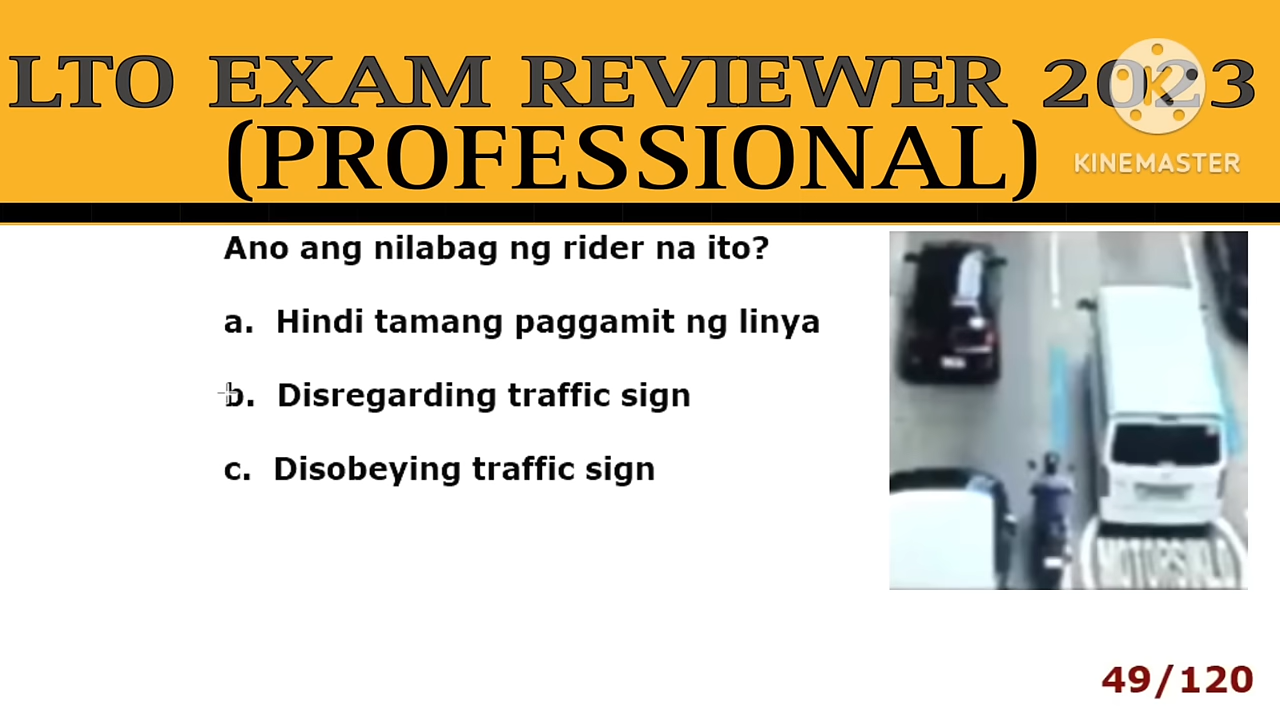 LTO EXAM REVIEWER 2023
(PROFESSIONAL)
KINEMASTER
Ano ang nilabag ng rider na ito?
a. Hindi tamang paggamit ng linya
b. Disregarding traffic sign
c. Disobeying traffic sign
49/120